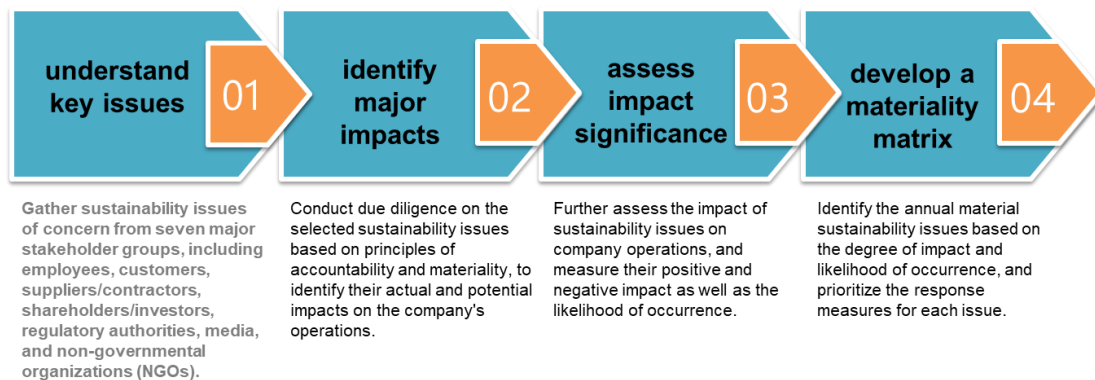 understand
key issues
01
identify
major
impacts
02
assess
impact
significance
03
develop a
materiality
matrix
04
Gather sustainability issues
of concern from seven major
stakeholder groups, including
employees, customers,
suppliers/contractors,
shareholders/investors,
regulatory authorities, media,
and non-governmental
organizations (NGOs).
Conduct due diligence on the
selected sustainability issues
based on principles of
accountability and materiality, to
identify their actual and potential
impacts on the company's
operations.
Further assess the impact of
sustainability issues on
company operations, and
measure their positive and
negative impact as well as the
likelihood of occurrence.
Identify the annual material
sustainability issues based on
the degree of impact and
likelihood of occurrence, and
prioritize the response
measures for each issue.